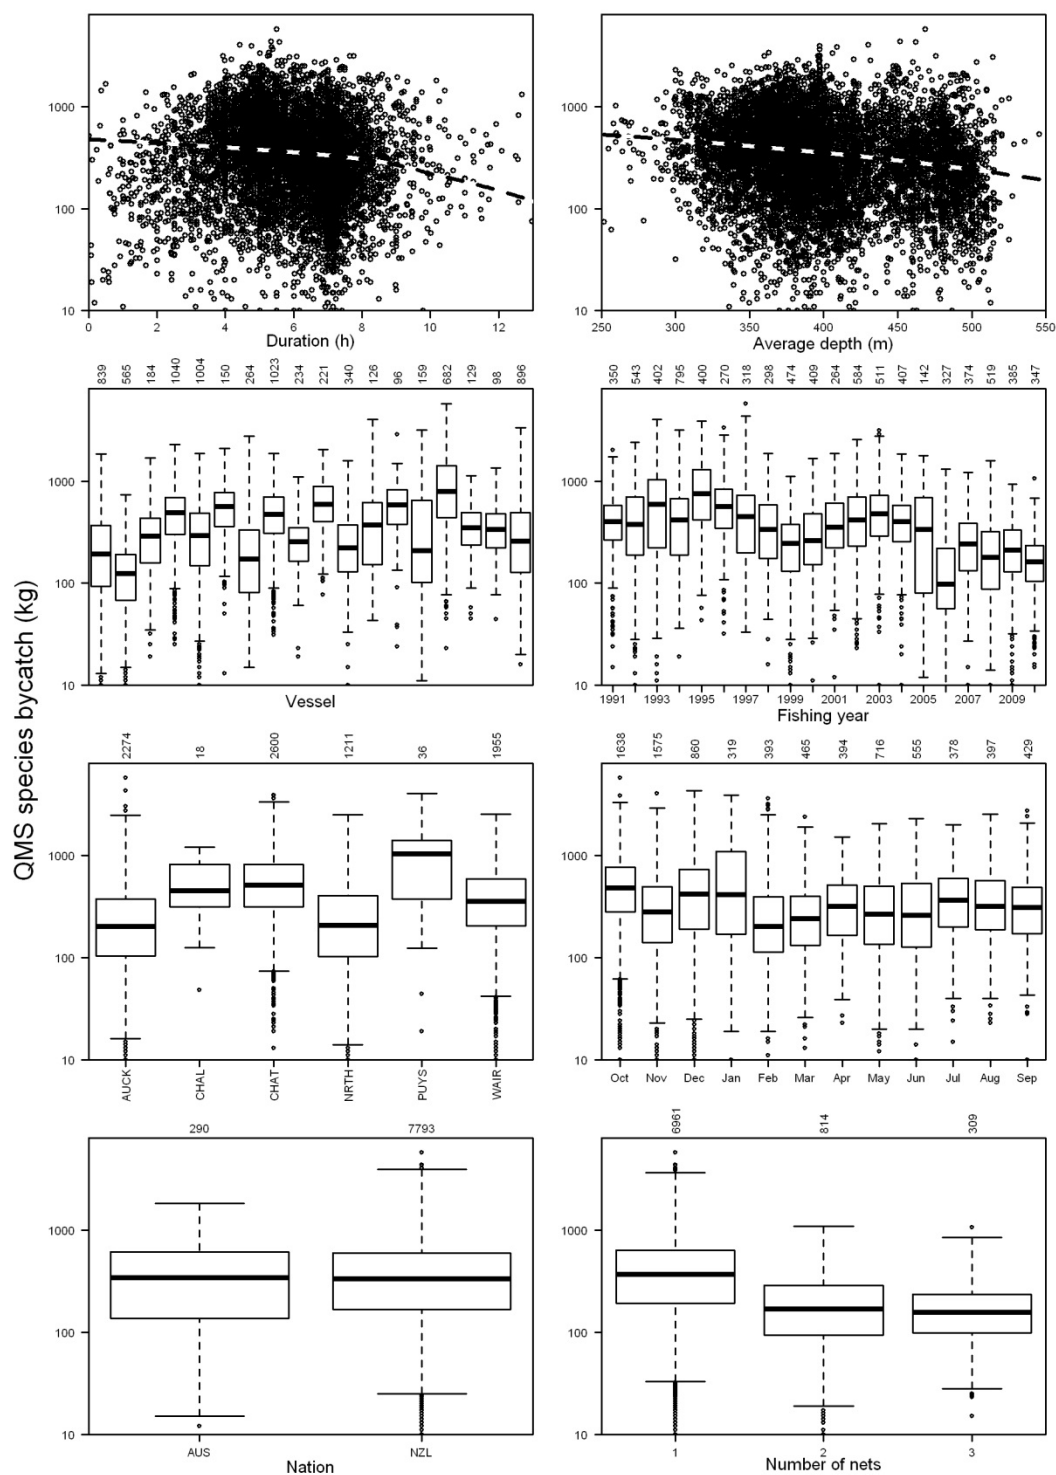 QMS species bycatch (kg)
1000
100
10
0 2 4 6 8 10 12
Duration (h)
1000
100
10
250 300 350 400 450 500 550
Average depth (m)
839 565 184 1040 1004 150 264 1023 234 221 340 126 96 159 682 129 98 896
1000
100
10
Vessel
350 543 402 795 400 270 318 298 474 409 264 584 511 407 142 327 374 519 385 347
1000
100
10
1991 1993 1995 1997 1999 2001 2003 2005 2007 2009
Fishing year
2274 18 2600 1211 36 1955
1000
100
10
AUCK CHAL CHAT NRTH PUYS WAIR
1638 1575 860 319 393 465 394 716 555 378 397 429
1000
100
10
Oct Nov Dec Jan Feb Mar Apr May Jun Jul Aug Sep
290 7793
1000
100
10
AUS NZL
Nation
6961 814 309
1000
100
10
1 2 3
Number of nets